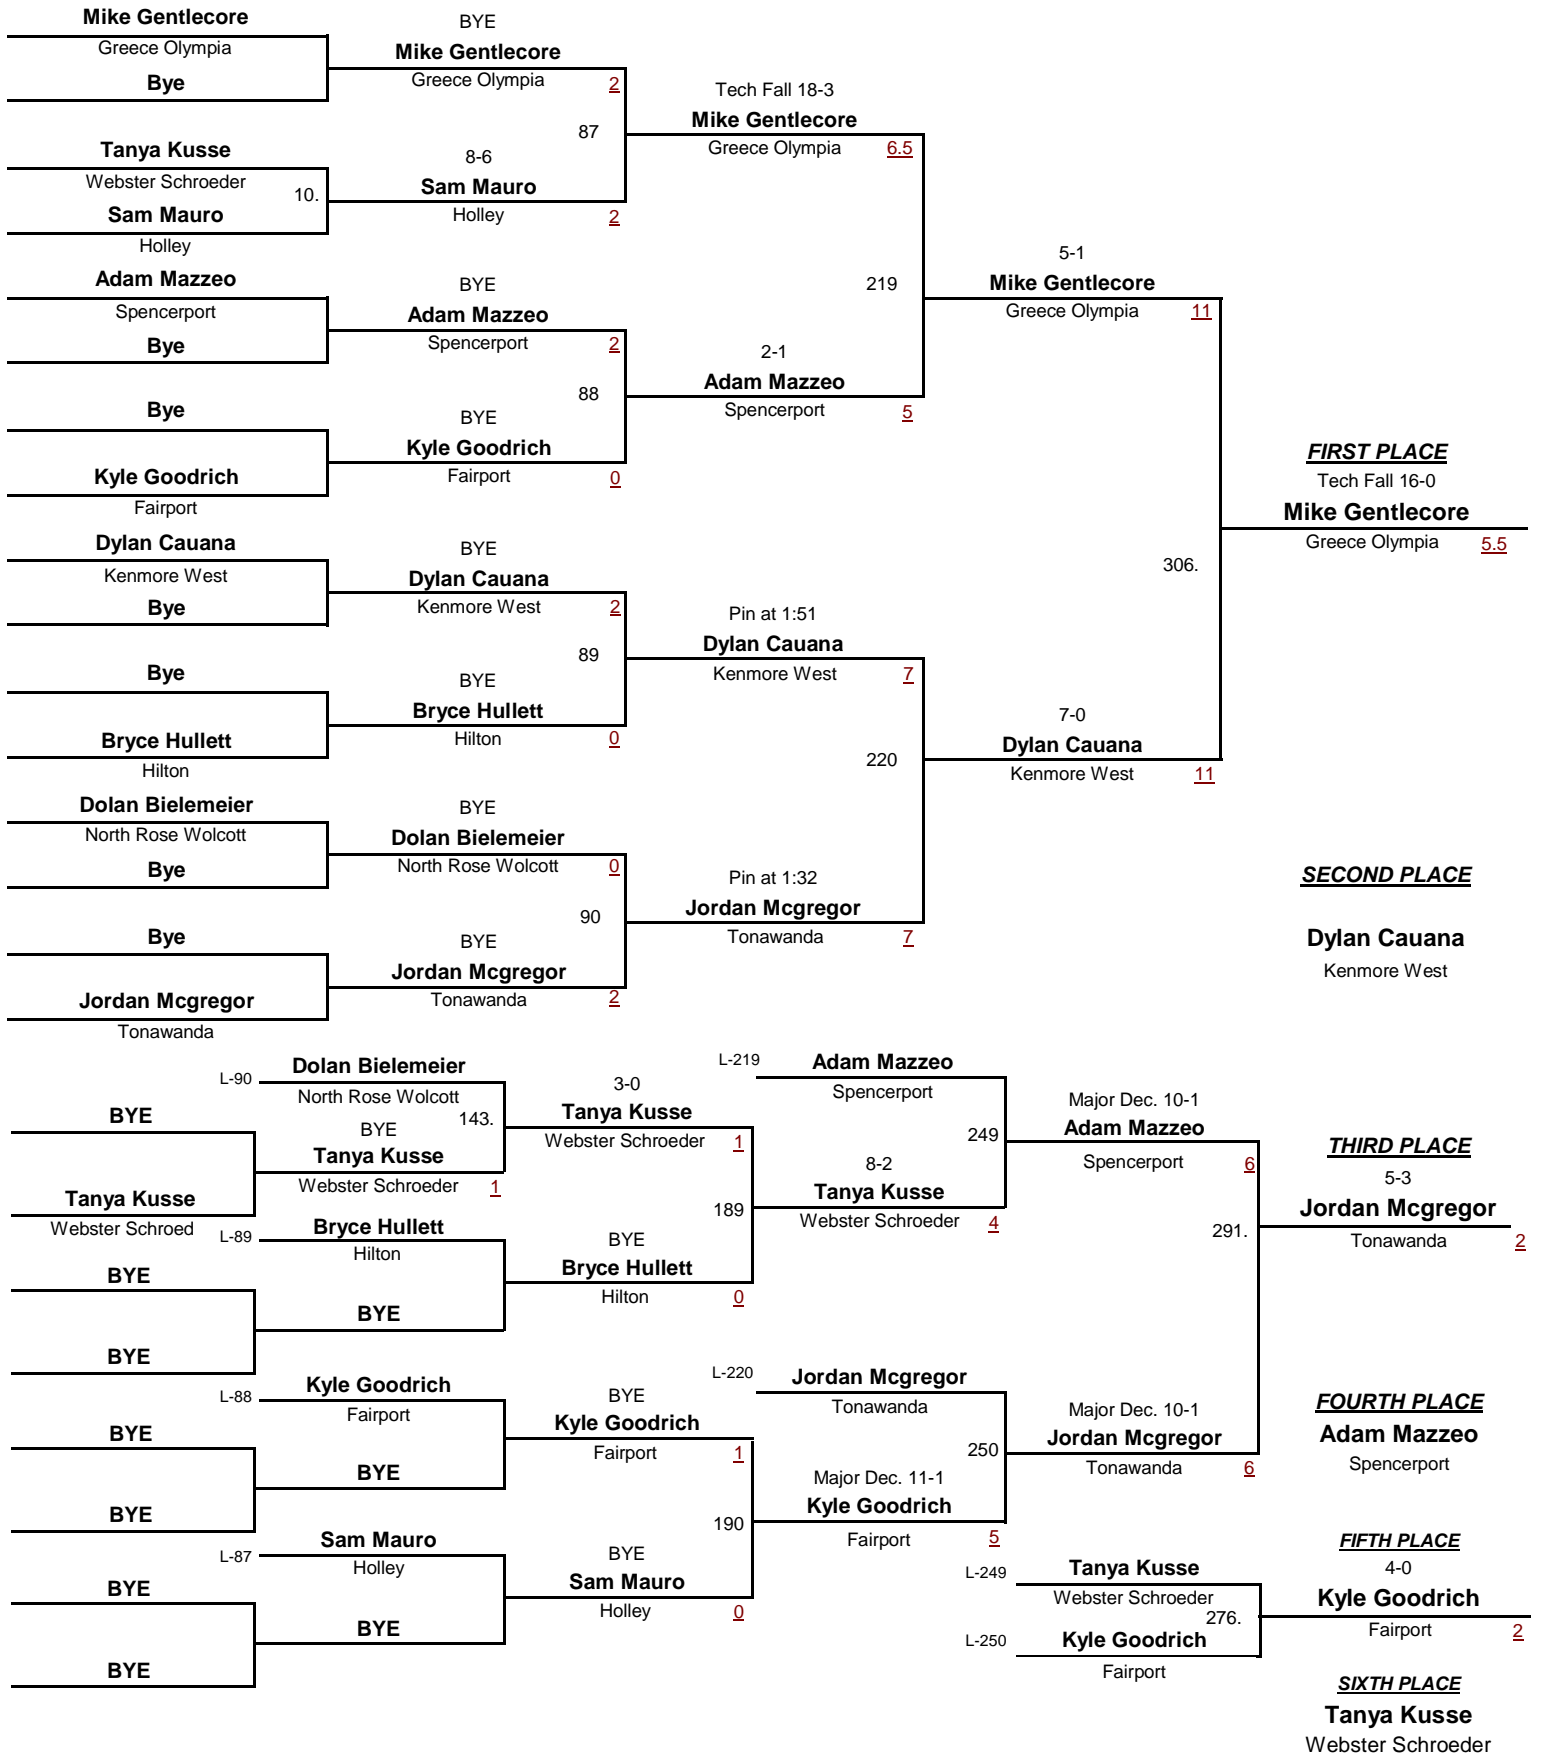 Mike Gentlecore
Greece Olympia
Bye
Tanya Kusse
Webster Schroeder
10.
Sam Mauro
Holley
Adam Mazzeo
Spencerport
Bye
Bye
Kyle Goodrich
Fairport
Dylan Cauana
Kenmore West
Bye
Bye
Bryce Hullett
Hilton
Dolan Bielemeier
North Rose Wolcott
Bye
Bye
Jordan Mcgregor
Tonawanda
BYE
Mike Gentlecore
Greece Olympia 2
87
8-6
Sam Mauro
Holley 2
BYE
Adam Mazzeo
Spencerport 2
88
BYE
Kyle Goodrich
Fairport 0
BYE
Dylan Cauana
Kenmore West 2
89
BYE
Bryce Hullett
Hilton 0
BYE
Dolan Bielemeier
North Rose Wolcott 0
90
BYE
Jordan Mcgregor
Tonawanda 2
Tech Fall 18-3
Mike Gentlecore
Greece Olympia 6.5
219
2-1
Adam Mazzeo
Spencerport 5
Pin at 1:51
Dylan Cauana
Kenmore West 7
220
Pin at 1:32
Jordan Mcgregor
Tonawanda 7
5-1
Mike Gentlecore
Greece Olympia 11
306.
7-0
Dylan Cauana
Kenmore West 11
FIRST PLACE
Tech Fall 16-0
Mike Gentlecore
Greece Olympia 5.5
SECOND PLACE
Dylan Cauana
Kenmore West
BYE
Tanya Kusse
Webster Schroed
BYE
BYE
BYE
BYE
BYE
BYE
L-90
Dolan Bielemeier
North Rose Wolcott
143.
BYE
Tanya Kusse
Webster Schroeder 1
L-89
Bryce Hullett
Hilton
BYE
L-88
Kyle Goodrich
Fairport
BYE
L-87
Sam Mauro
Holley
BYE
3-0
Tanya Kusse
Webster Schroeder 1
189
BYE
Bryce Hullett
Hilton 0
BYE
Kyle Goodrich
Fairport 1
190
BYE
Sam Mauro
Holley 0
L-219
Adam Mazzeo
Spencerport
249
8-2
Tanya Kusse
Webster Schroeder 4
L-220
Jordan Mcgregor
Tonawanda
250
Major Dec. 11-1
Kyle Goodrich
Fairport 5
Major Dec. 10-1
Adam Mazzeo
Spencerport 6
291.
Major Dec. 10-1
Jordan Mcgregor
Tonawanda 6
L-249
Tanya Kusse
Webster Schroeder
276.
L-250
Kyle Goodrich
Fairport
THIRD PLACE
5-3
Jordan Mcgregor
Tonawanda 2
FOURTH PLACE
Adam Mazzeo
Spencerport
FIFTH PLACE
4-0
Kyle Goodrich
Fairport 2
SIXTH PLACE
Tanya Kusse
Webster Schroeder